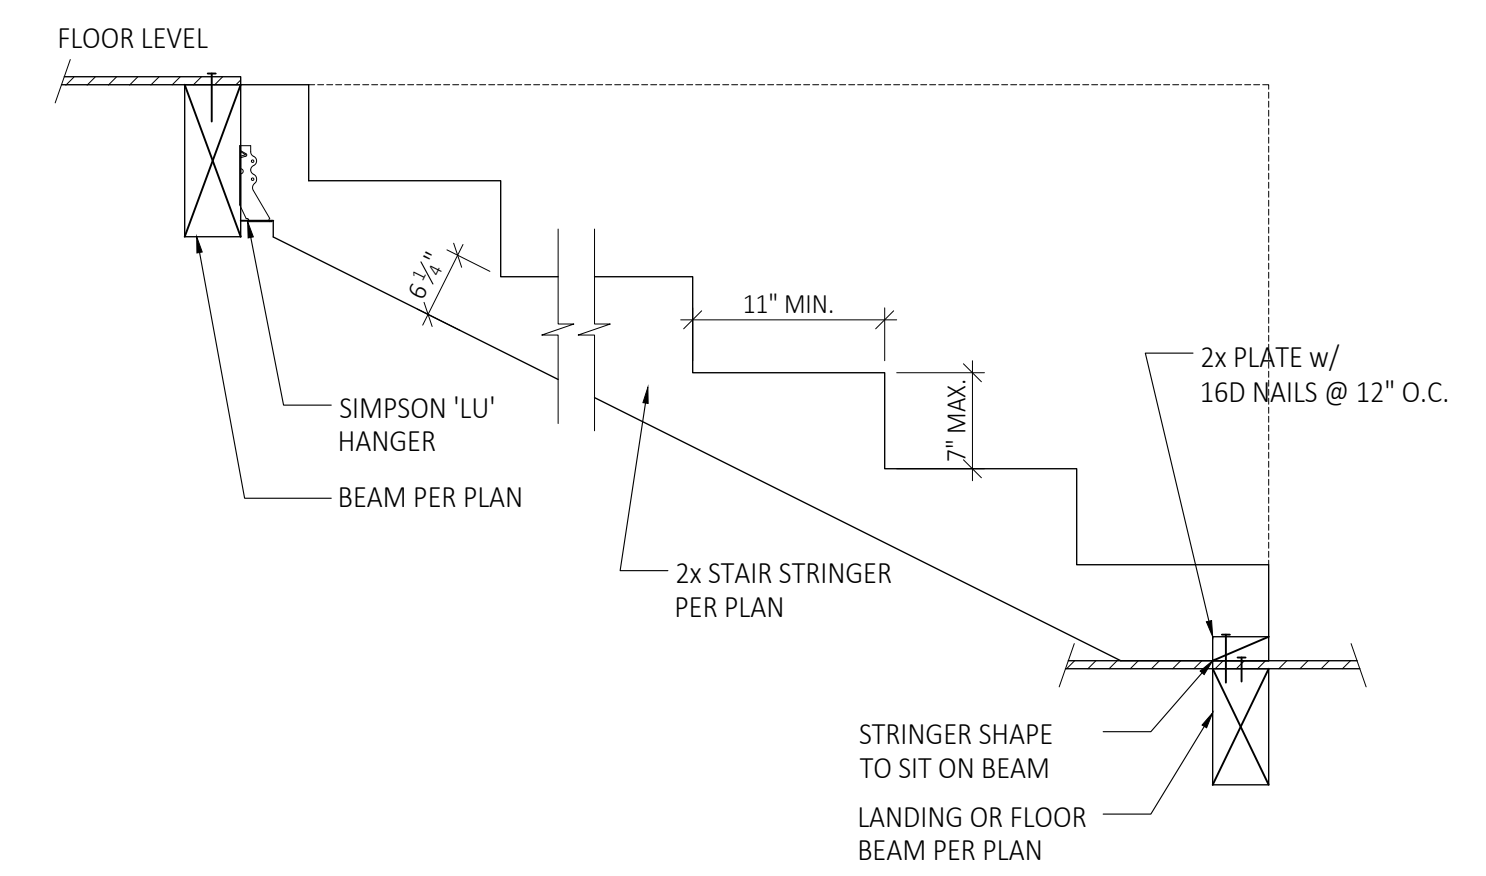 FLOOR LEVEL
6 1/4"
11" MIN.
7" MAX.
2x PLATE w/
16D NAILS @ 12" O.C.
SIMPSON 'LU'
HANGER
BEAM PER PLAN
2x STAIR STRINGER
PER PLAN
STRINGER SHAPE
TO SIT ON BEAM
LANDING OR FLOOR
BEAM PER PLAN